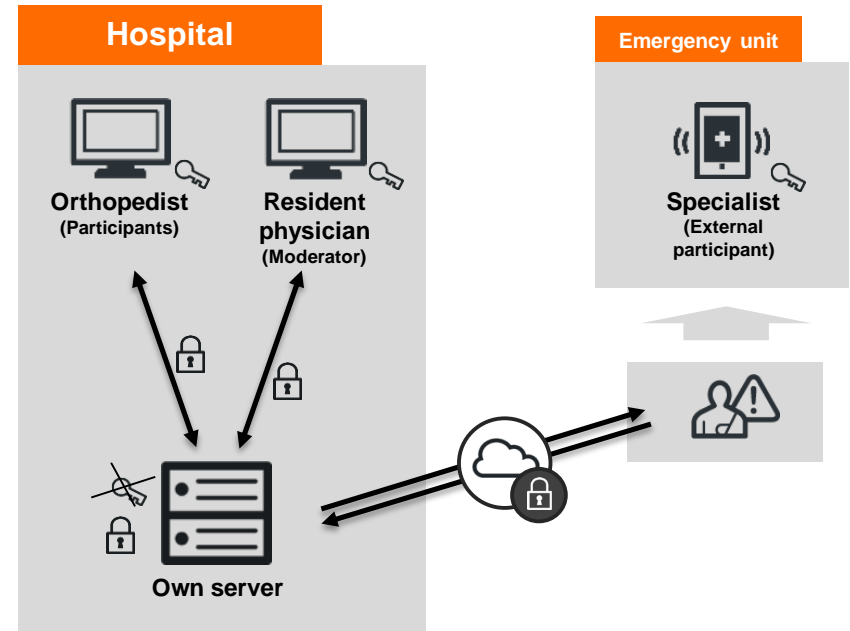 Hospital
Emergency unit
Orthopedist
(Participants)
Resident
physician
(Moderator)
Specialist
(External
participant)
Own server